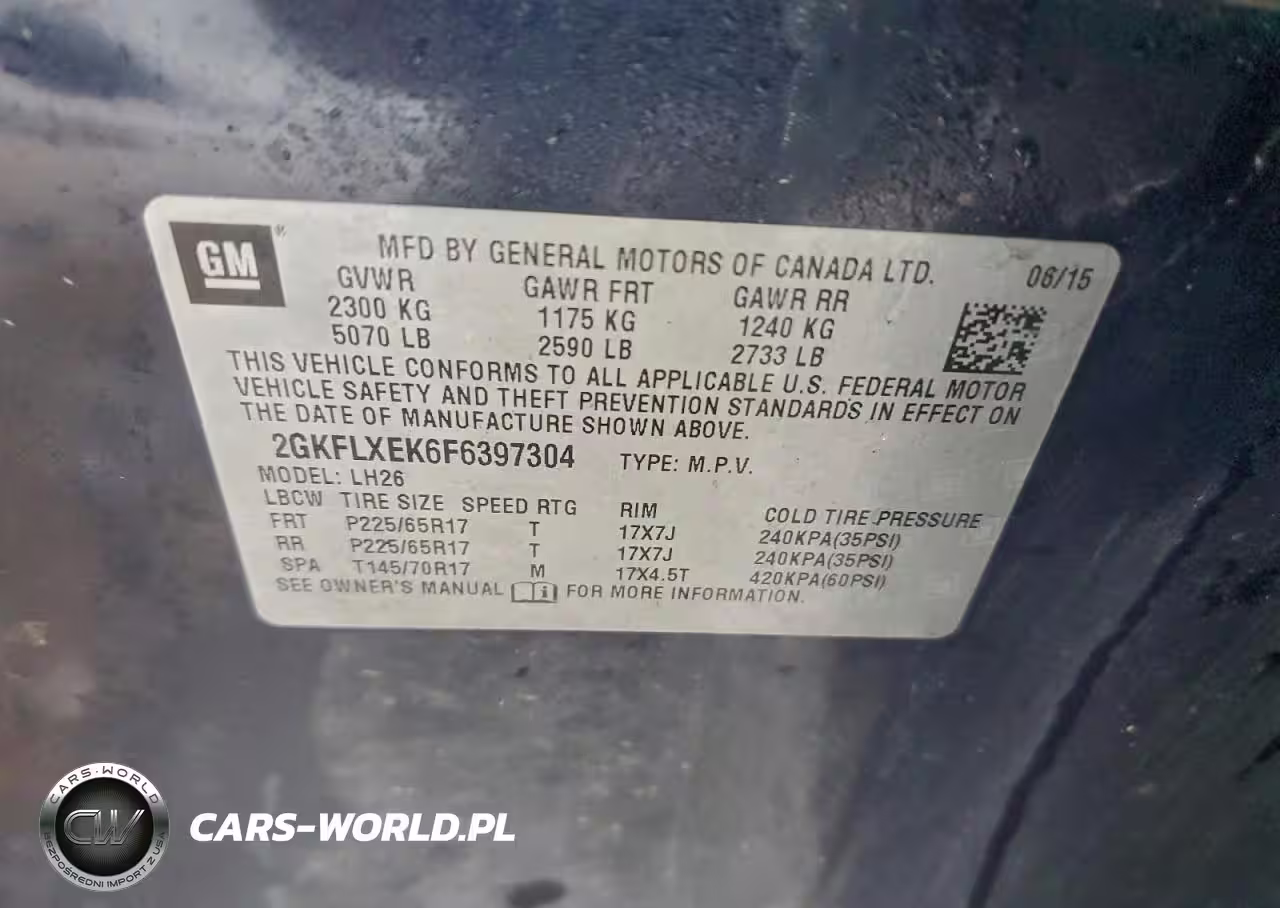 GM®
MFD BY GENERAL MOTORS OF CANADA LTD. 06/15
GVWR GAWR FRT GAWR RR
2300 KG 1175 KG 1240 KG
5070 LB 2590 LB 2733 LB
THIS VEHICLE CONFORMS TO ALL APPLICABLE U.S. FEDERAL MOTOR
VEHICLE SAFETY AND THEFT PREVENTION STANDARDS IN EFFECT ON
THE DATE OF MANUFACTURE SHOWN ABOVE.
2GKFLXEK6F6397304 TYPE: M.P.V.
MODEL: LH26
LBCW TIRE SIZE SPEED RTG RIM COLD TIRE PRESSURE
FRT P225/65R17 T 17X7J 240KPA(35PSI)
RR P225/65R17 T 17X7J 240KPA(35PSI)
SPA T145/70R17 M 17X4.5T 420KPA(60PSI)
SEE OWNER'S MANUAL FOR MORE INFORMATION.
CARS-WORLD
CW
BEZPOŚREDNI IMPORT Z USA
CARS-WORLD.PL